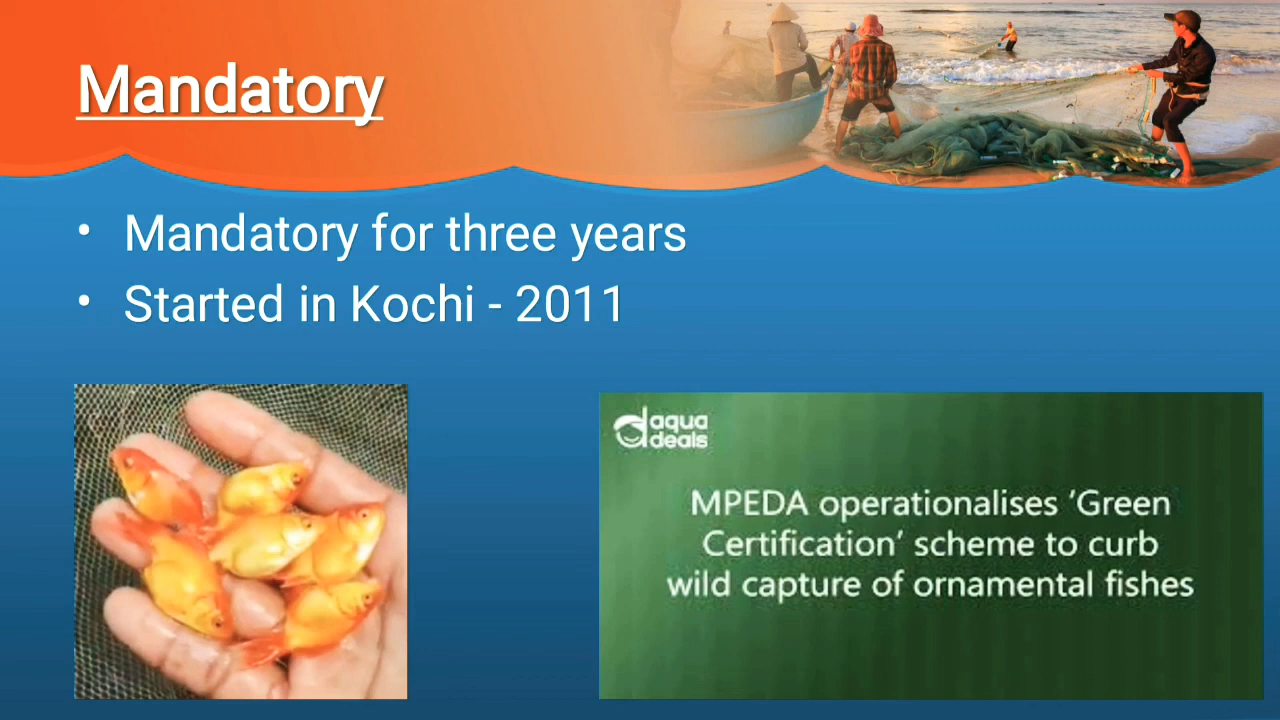 Mandatory
• Mandatory for three years
• Started in Kochi - 2011
aqua
deals
MPEDA operationalises ‘Green
Certification’ scheme to curb
wild capture of ornamental fishes